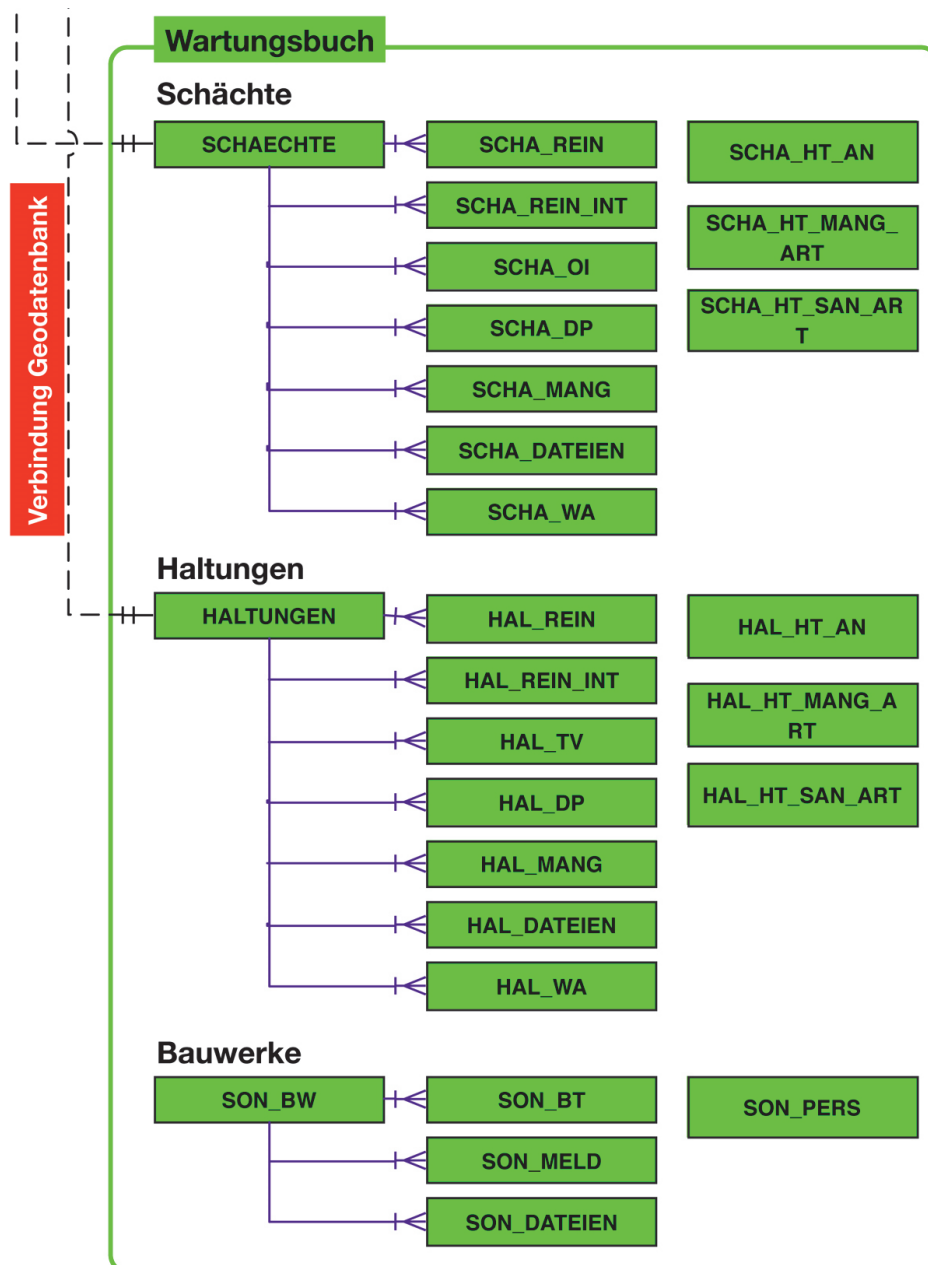 Wartungsbuch
Schächte
SCHAECHTE
SCHA_REIN
SCHA_REIN_INT
SCHA_OI
SCHA_DP
SCHA_MANG
SCHA_DATEIEN
SCHA_WA
SCHA_HT_AN
SCHA_HT_MANG_
ART
SCHA_HT_SAN_AR
T
Verbindung Geodatenbank
Haltungen
HALTUNGEN
HAL_REIN
HAL_REIN_INT
HAL_TV
HAL_DP
HAL_MANG
HAL_DATEIEN
HAL_WA
HAL_HT_AN
HAL_HT_MANG_A
RT
HAL_HT_SAN_ART
Bauwerke
SON_BW
SON_BT
SON_MELD
SON_DATEIEN
SON_PERS